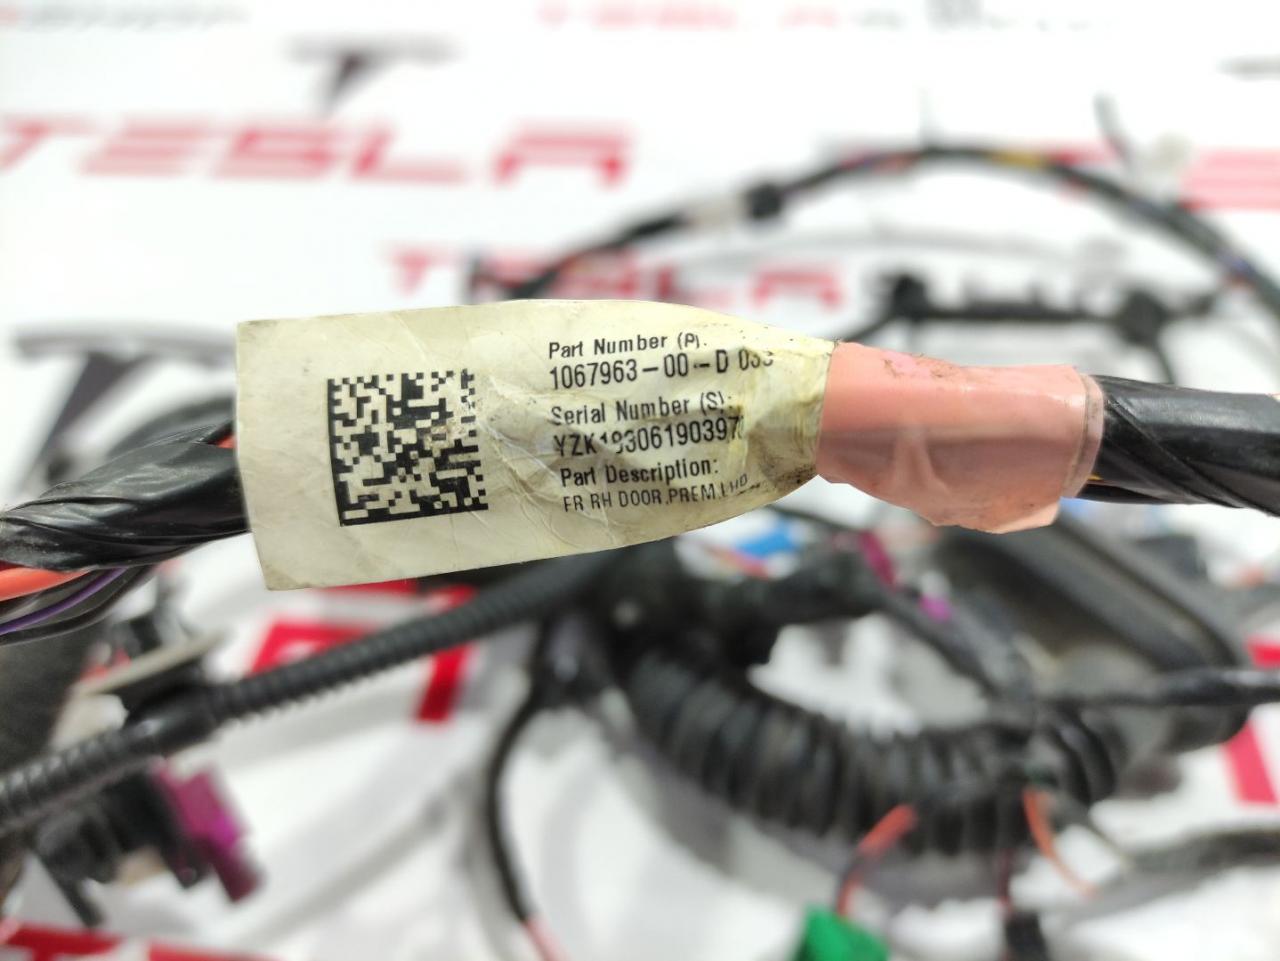 TESLA
TESLA
Part Number (P):
1067963-00-D
Serial Number (S):
Part Description:
FR RH DOOR,PREM,LHD